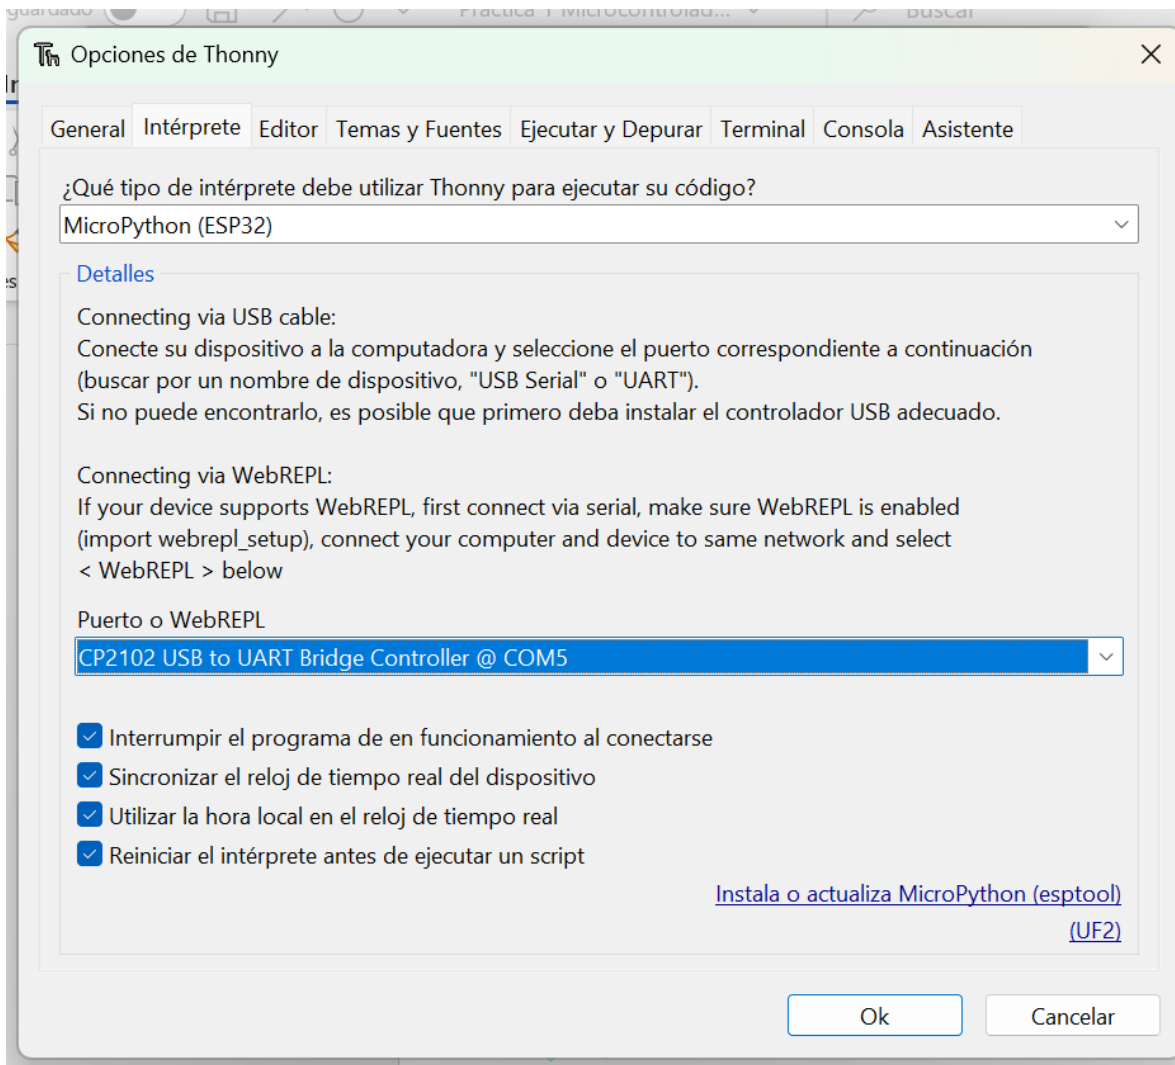 Práctica 1 Microcontrolad...
Buscar
Opciones de Thonny
General Intérprete Editor Temas y Fuentes Ejecutar y Depurar Terminal Consola Asistente
¿Qué tipo de intérprete debe utilizar Thonny para ejecutar su código?
MicroPython (ESP32)
Detalles
Connecting via USB cable:
Conecte su dispositivo a la computadora y seleccione el puerto correspondiente a continuación
(buscar por un nombre de dispositivo, "USB Serial" o "UART").
Si no puede encontrarlo, es posible que primero deba instalar el controlador USB adecuado.
Connecting via WebREPL:
If your device supports WebREPL, first connect via serial, make sure WebREPL is enabled
(import webrepl_setup), connect your computer and device to same network and select
< WebREPL > below
Puerto o WebREPL
CP2102 USB to UART Bridge Controller @ COM5
Interrumpir el programa de en funcionamiento al conectarse
Sincronizar el reloj de tiempo real del dispositivo
Utilizar la hora local en el reloj de tiempo real
Reiniciar el intérprete antes de ejecutar un script
Instala o actualiza MicroPython (esptool)
(UF2)
Ok Cancelar